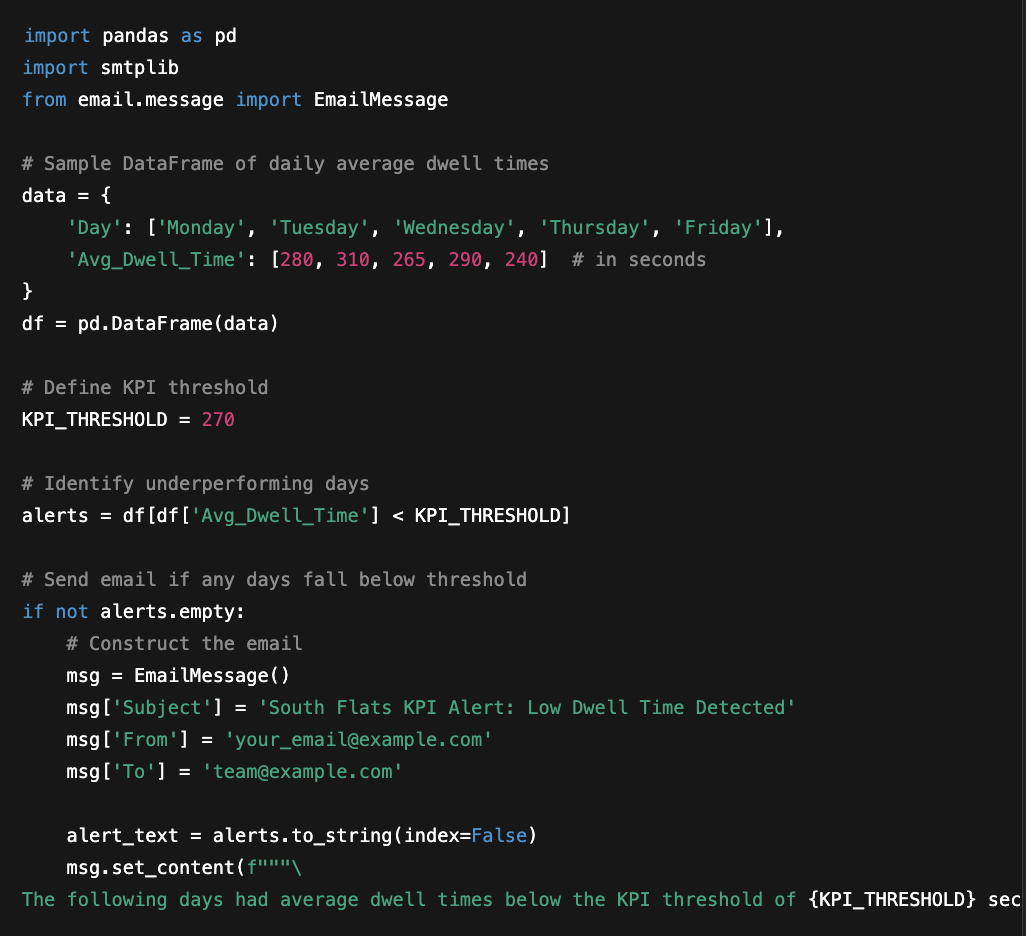 import pandas as pd
import smtplib
from email.message import EmailMessage

# Sample DataFrame of daily average dwell times
data = {
    'Day': ['Monday', 'Tuesday', 'Wednesday', 'Thursday', 'Friday'],
    'Avg_Dwell_Time': [280, 310, 265, 290, 240]  # in seconds
}
df = pd.DataFrame(data)

# Define KPI threshold
KPI_THRESHOLD = 270

# Identify underperforming days
alerts = df[df['Avg_Dwell_Time'] < KPI_THRESHOLD]

# Send email if any days fall below threshold
if not alerts.empty:
    # Construct the email
    msg = EmailMessage()
    msg['Subject'] = 'South Flats KPI Alert: Low Dwell Time Detected'
    msg['From'] = 'your_email@example.com'
    msg['To'] = 'team@example.com'

    alert_text = alerts.to_string(index=False)
    msg.set_content(f"""\
The following days had average dwell times below the KPI threshold of {KPI_THRESHOLD} sec